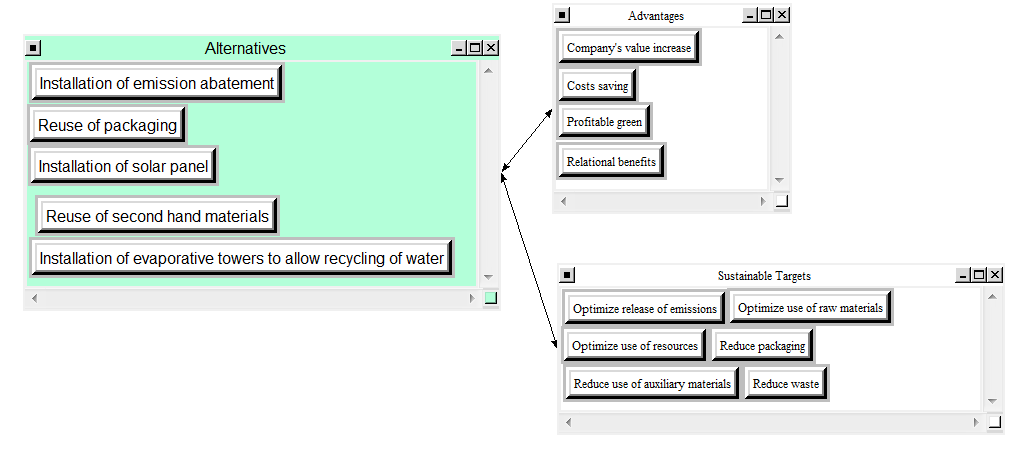 Alternatives
Installation of emission abatement
Reuse of packaging
Installation of solar panel
Reuse of second hand materials
Installation of evaporative towers to allow recycling of water
Advantages
Company's value increase
Costs saving
Profitable green
Relational benefits
Sustainable Targets
Optimize release of emissions
Optimize use of raw materials
Optimize use of resources
Reduce packaging
Reduce use of auxiliary materials
Reduce waste